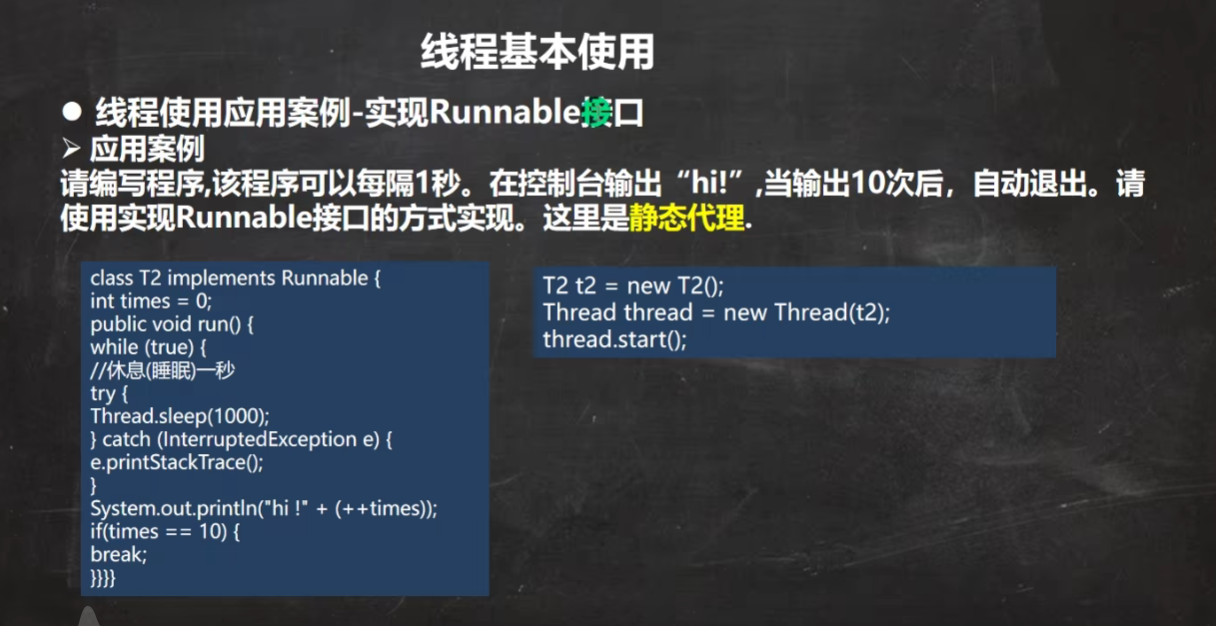 线程基本使用
● 线程使用应用案例-实现Runnable接口
➢ 应用案例
请编写程序,该程序可以每隔1秒。在控制台输出“hi!”,当输出10次后，自动退出。请
使用实现Runnable接口的方式实现。这里是静态代理.
class T2 implements Runnable {
int times = 0;
public void run() {
while (true) {
//休息(睡眠)一秒
try {
Thread.sleep(1000);
} catch (InterruptedException e) {
e.printStackTrace();
}
System.out.println("hi !" + (++times));
if(times == 10) {
break;
}}}}
T2 t2 = new T2();
Thread thread = new Thread(t2);
thread.start();